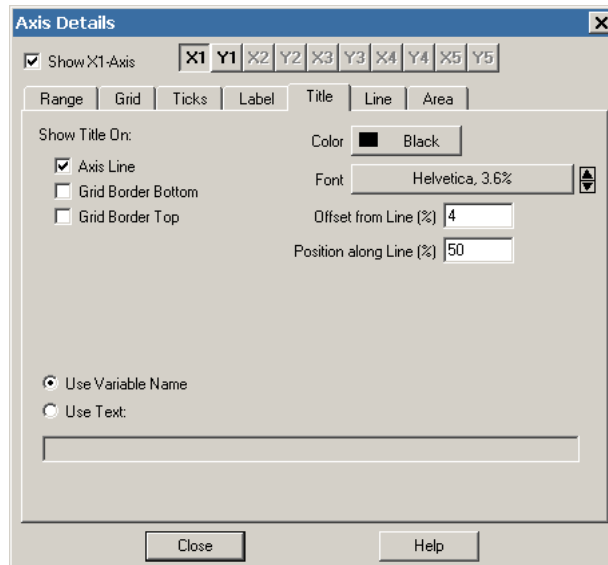 Axis Details
Show X1-Axis X1 Y1 X2 Y2 X3 Y3 X4 Y4 X5 Y5
Range Grid Ticks Label Title Line Area
Show Title On:
Color Black
Axis Line
Font Helvetica, 3.6%
Grid Border Bottom
Grid Border Top
Offset from Line (%) 4
Position along Line (%) 50
Use Variable Name
Use Text:
Close Help